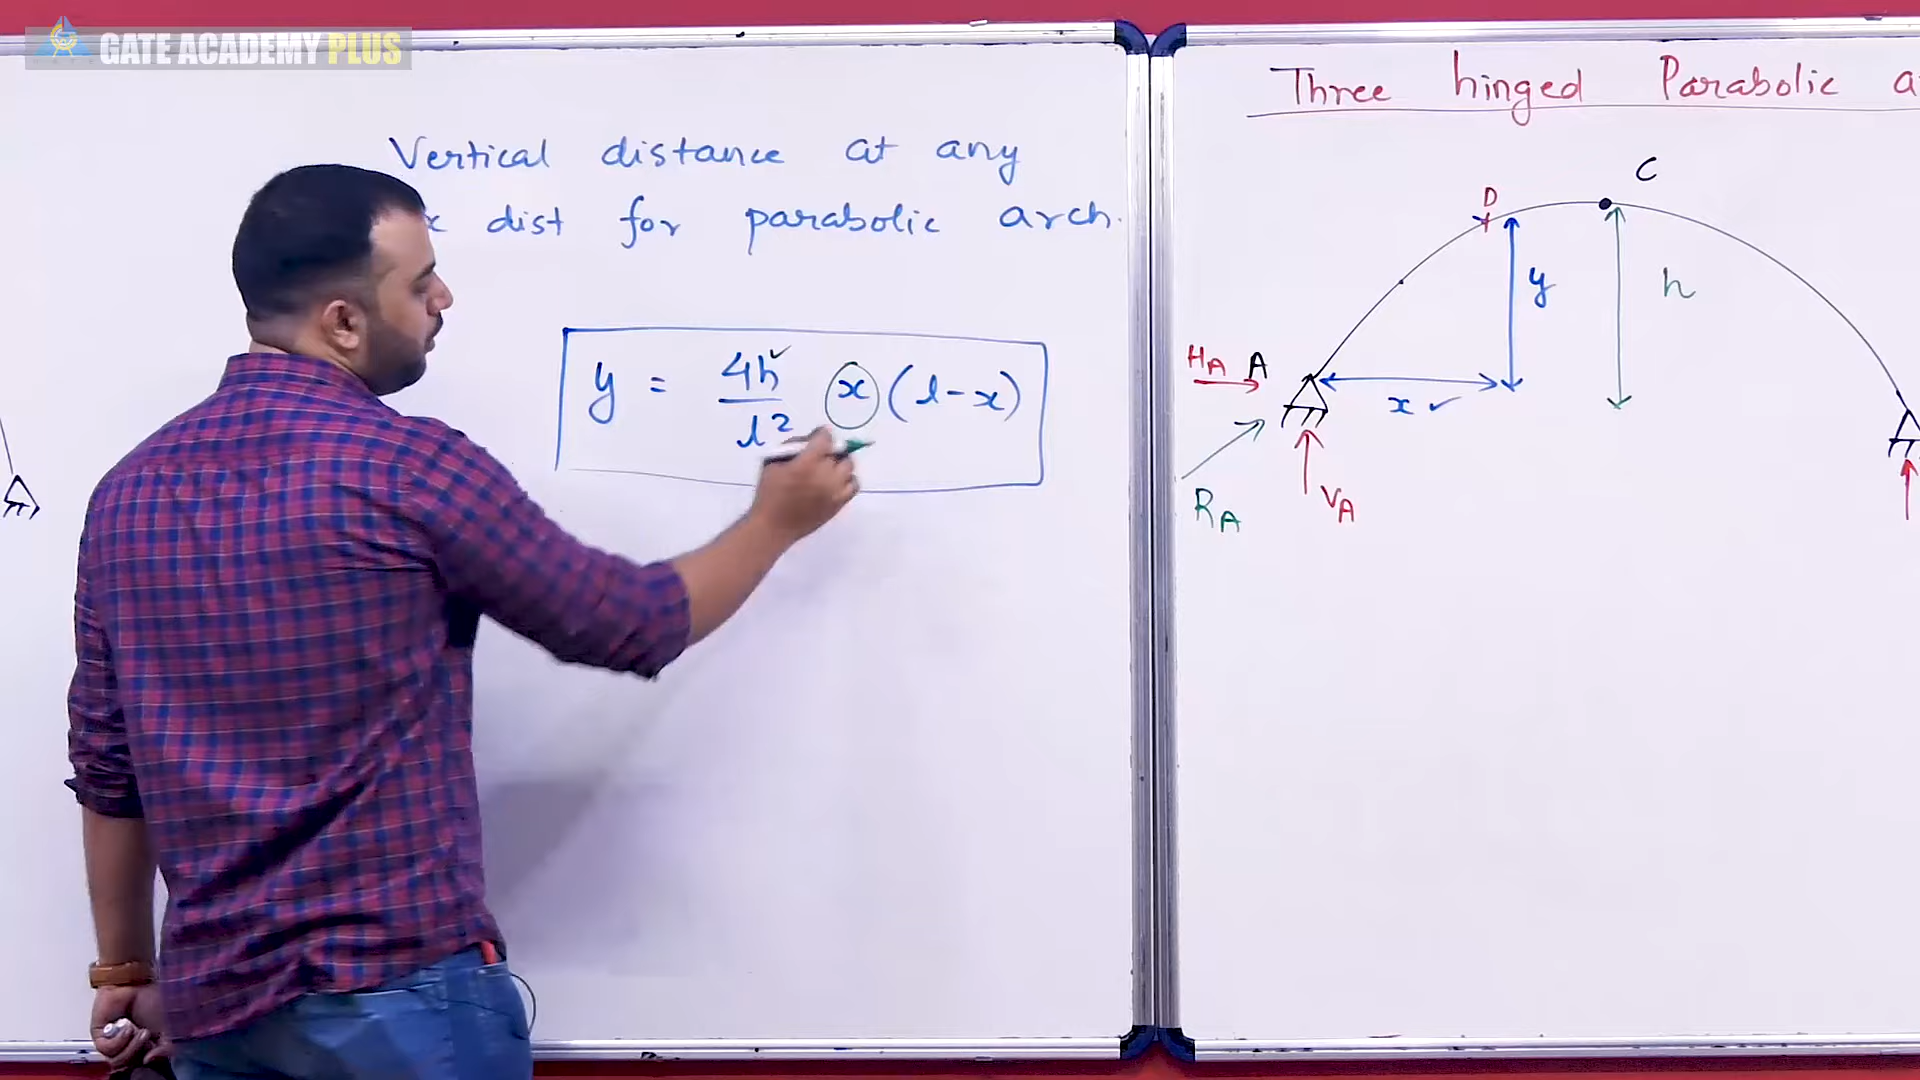 GATE ACADEMY PLUS
Vertical distance at any
x dist for parabolic arch.
y = 4h/l² x (l-x)
Three hinged Parabolic a
C
D
y
h
HA A
x
RA
VA